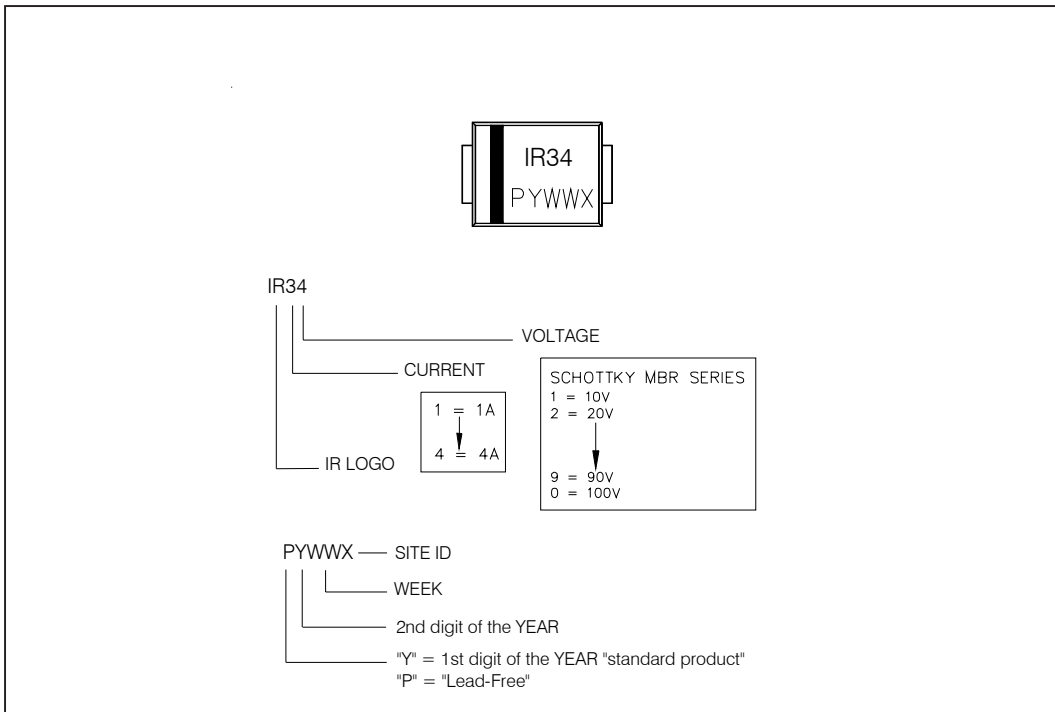 IR34
PYWWX
IR34
VOLTAGE
CURRENT
1 = 1A
4 = 4A
IR LOGO
SCHOTTKY MBR SERIES
1 = 10V
2 = 20V
9 = 90V
0 = 100V
PYWWX
SITE ID
WEEK
2nd digit of the YEAR
"Y" = 1st digit of the YEAR "standard product"
"P" = "Lead-Free"